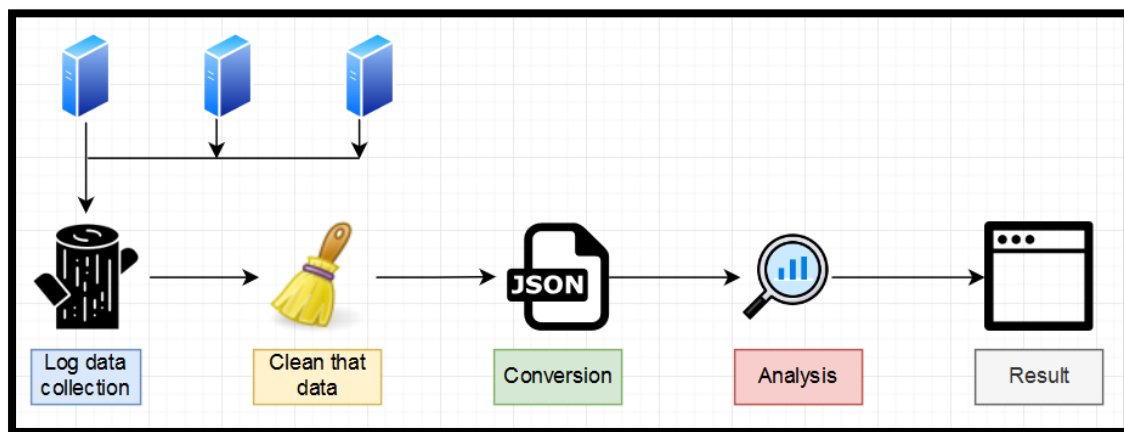 JSON
Log data
collection
Clean that
data
Conversion
Analysis
Result